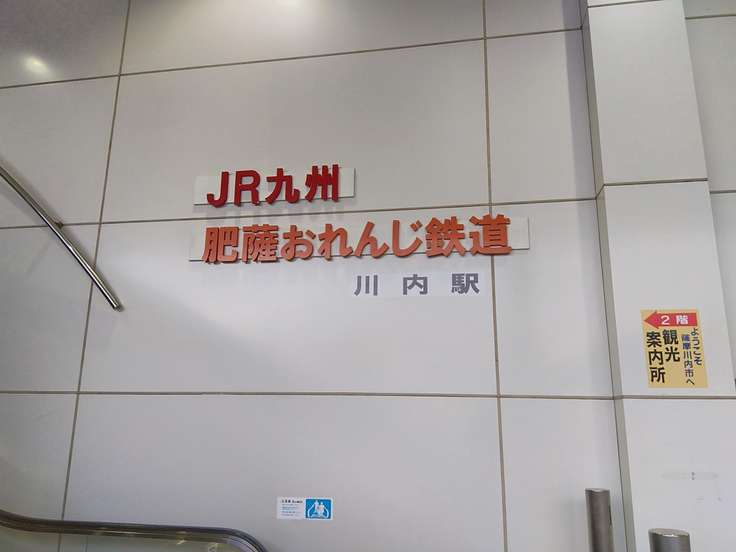 JR九州
肥薩おれんじ鉄道
川内駅
2階
ようこそ
薩摩川内市へ
観光
案内所